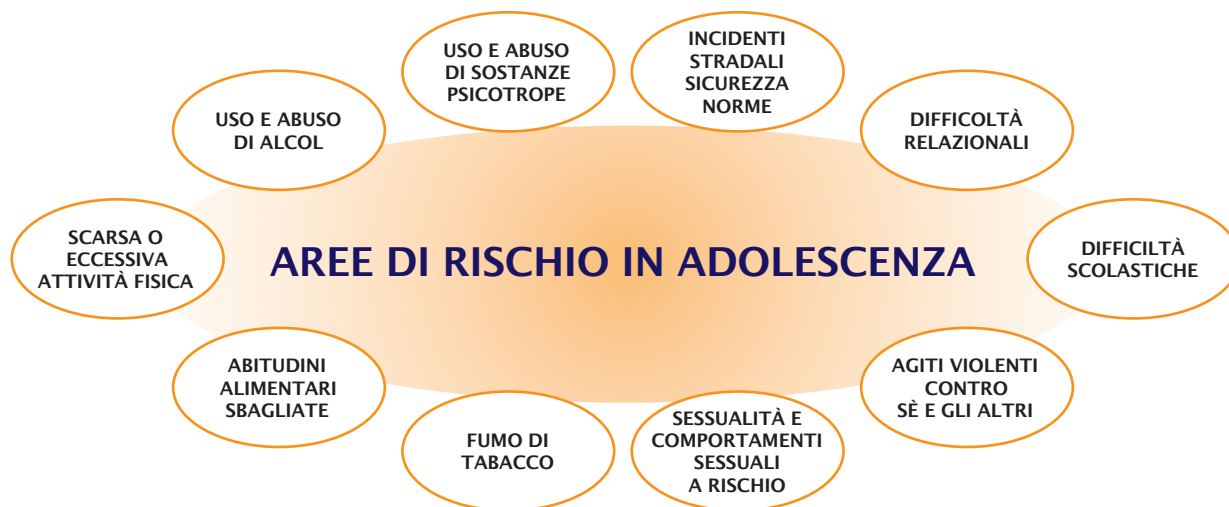 USO E ABUSO
DI SOSTANZE
PSICOTROPE
INCIDENTI
STRADALI
SICUREZZA
NORME
USO E ABUSO
DI ALCOL
DIFFICOLTÀ
RELAZIONALI
SCARSA O
ECCESSIVA
ATTIVITÀ FISICA
AREE DI RISCHIO IN ADOLESCENZA
DIFFICILTÀ
SCOLASTICHE
ABITUDINI
ALIMENTARI
SBAGLIATE
AGITI VIOLENTI
CONTRO
SÈ E GLI ALTRI
FUMO DI
TABACCO
SESSUALITÀ E
COMPORTAMENTI
SESSUALI
A RISCHIO